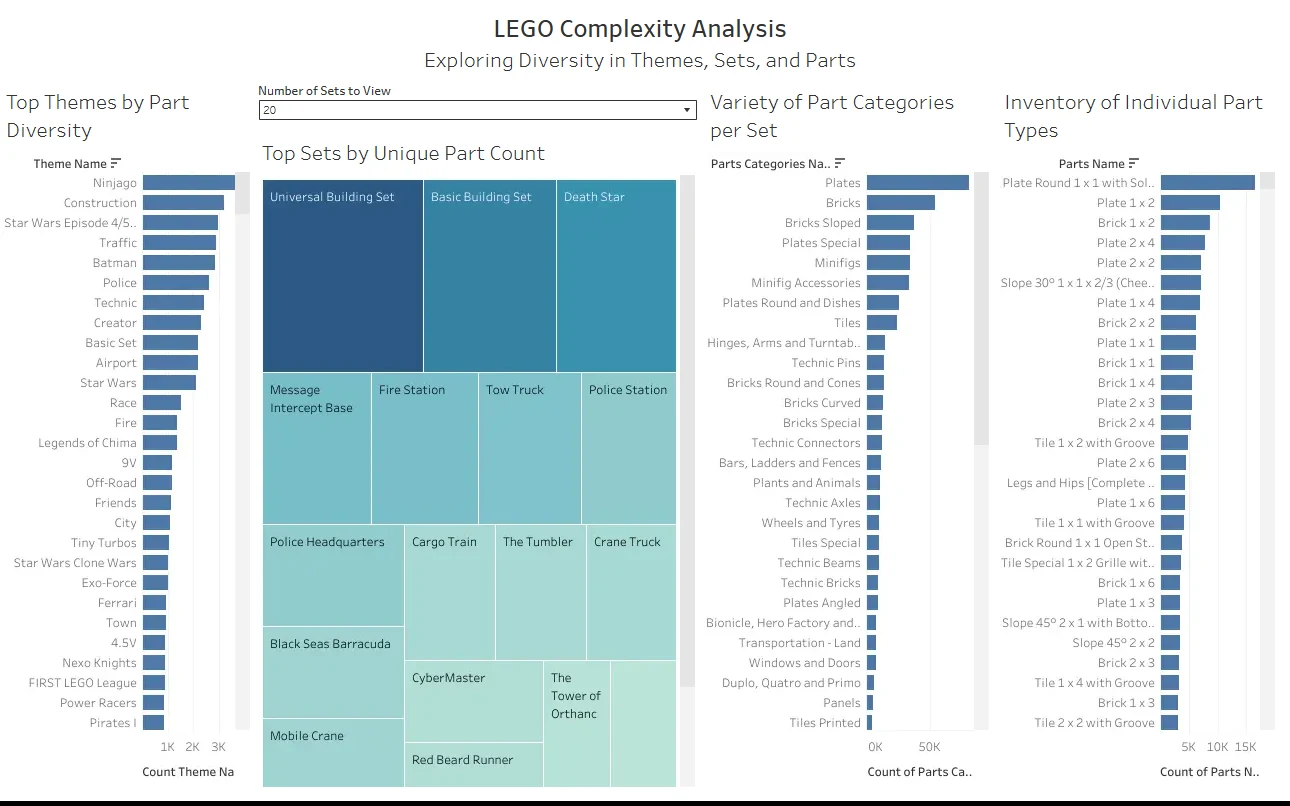 LEGO Complexity Analysis
Exploring Diversity in Themes, Sets, and Parts
Top Themes by Part
Diversity
Theme Name
Ninjago
Construction
Star Wars Episode 4/5..
Traffic
Batman
Police
Technic
Creator
Basic Set
Airport
Star Wars
Race
Fire
Legends of Chima
9V
Off-Road
Friends
City
Tiny Turbos
Star Wars Clone Wars
Exo-Force
Ferrari
Town
4.5V
Nexo Knights
FIRST LEGO League
Power Racers
Pirates I
1K 2K 3K
Count Theme Na
Number of Sets to View
20
Top Sets by Unique Part Count
Universal Building Set
Basic Building Set
Death Star
Message
Intercept Base
Fire Station
Tow Truck
Police Station
Police Headquarters
Cargo Train
The Tumbler
Crane Truck
Black Seas Barracuda
CyberMaster
The
Tower of
Orthanc
Mobile Crane
Red Beard Runner
Variety of Part Categories
per Set
Parts Categories Na..
Plates
Bricks
Bricks Sloped
Plates Special
Minifigs
Minifig Accessories
Plates Round and Dishes
Tiles
Hinges, Arms and Turntab..
Technic Pins
Bricks Round and Cones
Bricks Curved
Bricks Special
Technic Connectors
Bars, Ladders and Fences
Plants and Animals
Technic Axles
Wheels and Tyres
Tiles Special
Technic Beams
Technic Bricks
Plates Angled
Bionicle, Hero Factory and..
Transportation - Land
Windows and Doors
Duplo, Quatro and Primo
Panels
Tiles Printed
0K 50K
Count of Parts Ca..
Inventory of Individual Part
Types
Parts Name
Plate Round 1 x 1 with Sol..
Plate 1 x 2
Brick 1 x 2
Plate 2 x 4
Plate 2 x 2
Slope 30° 1 x 1 x 2/3 (Chee..
Plate 1 x 4
Brick 2 x 2
Plate 1 x 1
Brick 1 x 1
Brick 1 x 4
Plate 2 x 3
Brick 2 x 4
Tile 1 x 2 with Groove
Plate 2 x 6
Legs and Hips [Complete ..
Plate 1 x 6
Tile 1 x 1 with Groove
Brick Round 1 x 1 Open St..
Tile Special 1 x 2 Grille wit..
Brick 1 x 6
Plate 1 x 3
Slope 45° 2 x 1 with Botto..
Slope 45° 2 x 2
Brick 2 x 3
Tile 1 x 4 with Groove
Brick 1 x 3
Tile 2 x 2 with Groove
5K 10K 15K
Count of Parts N..